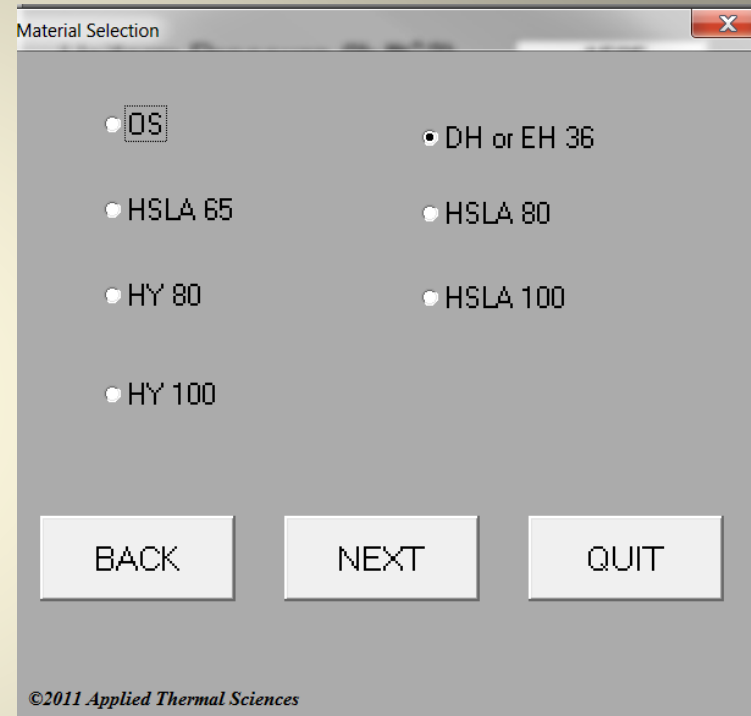 Material Selection
OS
DH or EH 36
HSLA 65
HSLA 80
HY 80
HSLA 100
HY 100
BACK
NEXT
QUIT
©2011 Applied Thermal Sciences